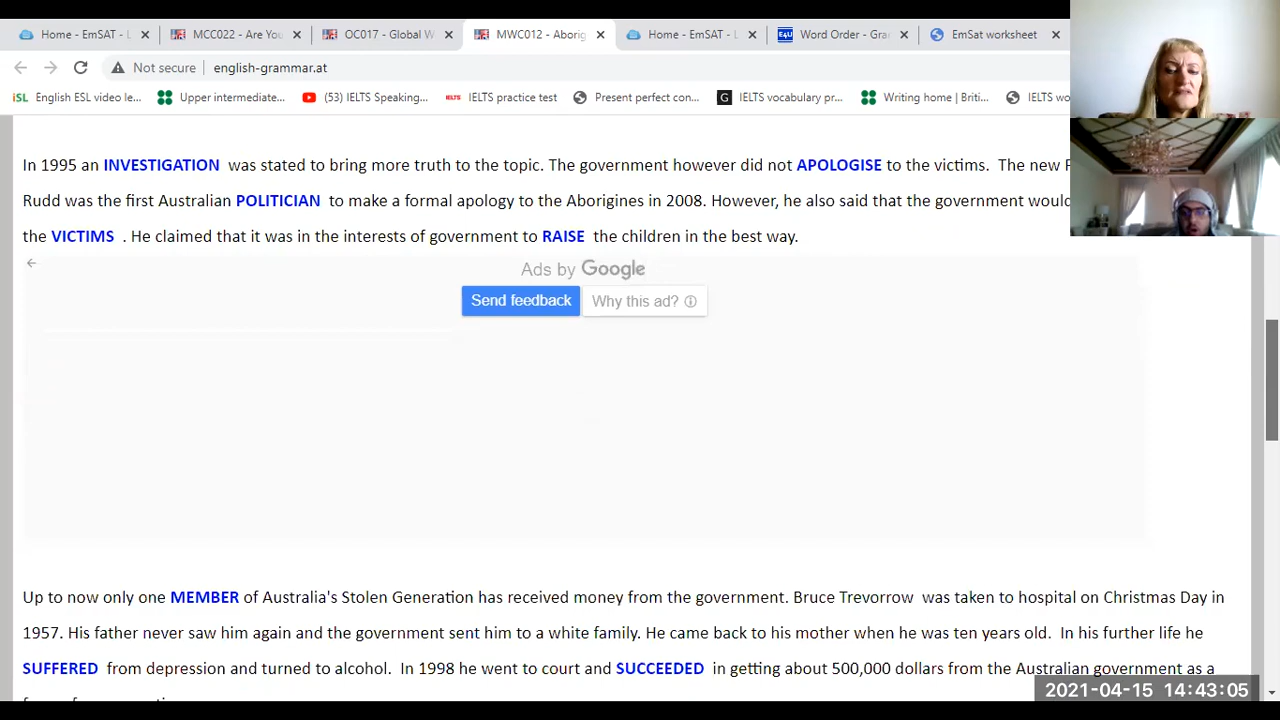 Home - EmSAT - L
MCC022 - Are You
OC017 - Global W
MWC012 - Aborig
Home - EmSAT - L
Word Order - Gra
EmSat worksheet
Not secure
english-grammar.at
iSL English ESL video le...
Upper intermediate...
(53) IELTS Speaking...
IELTS IELTS practice test
Present perfect con...
G IELTS vocabulary pr...
Writing home | Briti...
IELTS wo
In 1995 an INVESTIGATION was stated to bring more truth to the topic. The government however did not APOLOGISE to the victims. The new
Rudd was the first Australian POLITICIAN to make a formal apology to the Aborigines in 2008. However, he also said that the government would
the VICTIMS . He claimed that it was in the interests of government to RAISE the children in the best way.
Ads by Google
Send feedback
Why this ad?
Up to now only one MEMBER of Australia's Stolen Generation has received money from the government. Bruce Trevorrow was taken to hospital on Christmas Day in
1957. His father never saw him again and the government sent him to a white family. He came back to his mother when he was ten years old. In his further life he
SUFFERED from depression and turned to alcohol. In 1998 he went to court and SUCCEEDED in getting about 500,000 dollars from the Australian government as a
2021-04-15 14:43:05